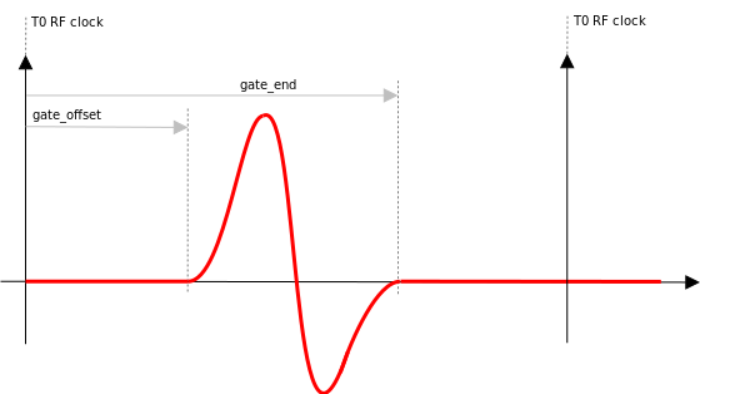 T0 RF clock
T0 RF clock
gate_end
gate_offset